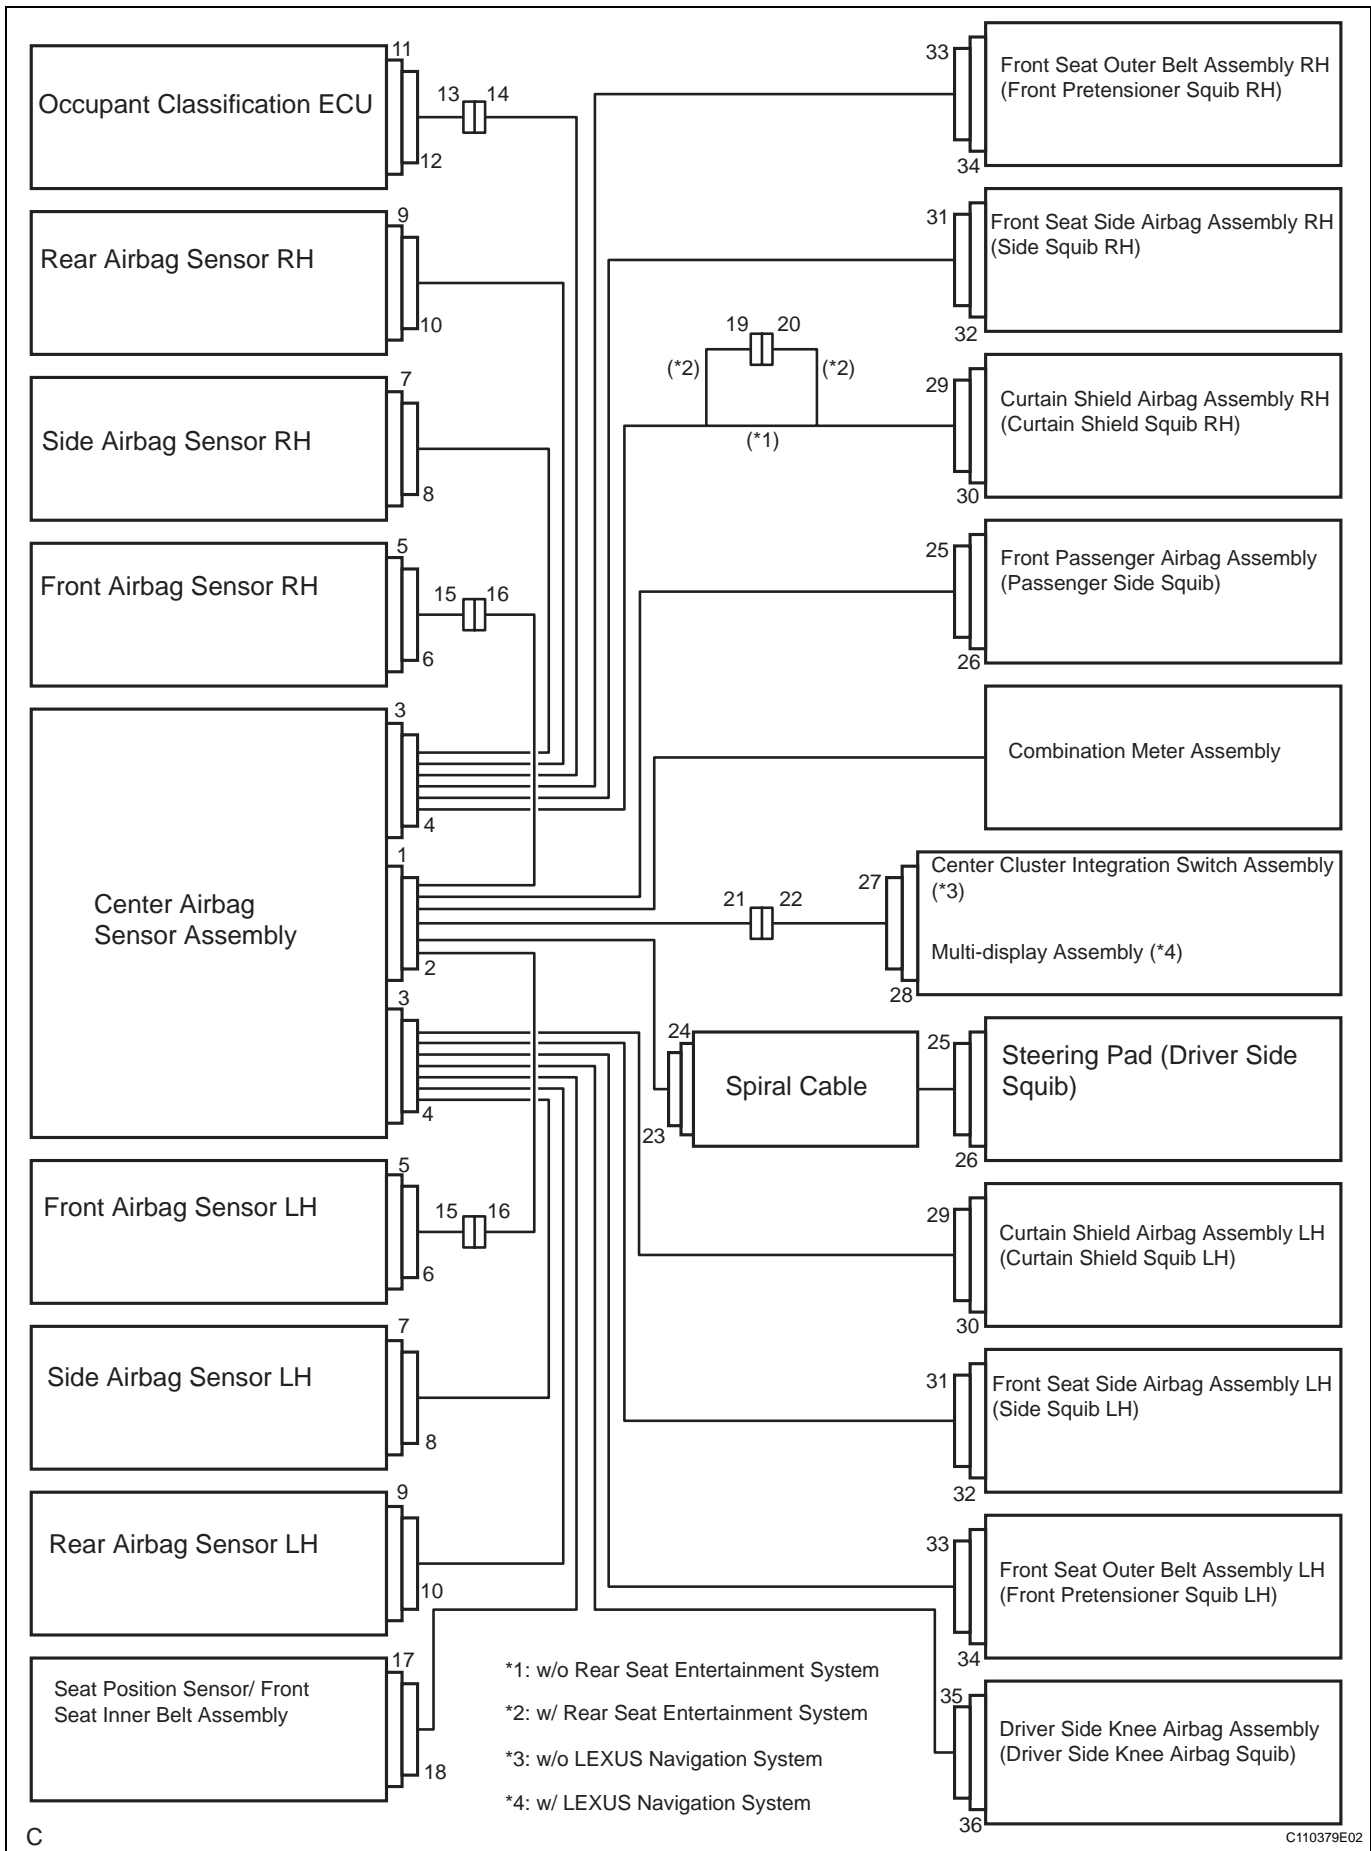 11
Occupant Classification ECU
12
13 14
9
Rear Airbag Sensor RH
10
7
Side Airbag Sensor RH
8
5
Front Airbag Sensor RH
6
15 16
3
4
1
Center Airbag
Sensor Assembly
2
3
4
5
Front Airbag Sensor LH
6
15 16
7
Side Airbag Sensor LH
8
9
Rear Airbag Sensor LH
10
17
Seat Position Sensor/ Front
Seat Inner Belt Assembly
18
33
Front Seat Outer Belt Assembly RH
(Front Pretensioner Squib RH)
34
31
Front Seat Side Airbag Assembly RH
(Side Squib RH)
32
19 20
(*2) (*2)
(*1)
29
Curtain Shield Airbag Assembly RH
(Curtain Shield Squib RH)
30
25
Front Passenger Airbag Assembly
(Passenger Side Squib)
26
Combination Meter Assembly
21 22
27
Center Cluster Integration Switch Assembly
(*3)
Multi-display Assembly (*4)
28
24
Spiral Cable
23
25
Steering Pad (Driver Side
Squib)
26
29
Curtain Shield Airbag Assembly LH
(Curtain Shield Squib LH)
30
31
Front Seat Side Airbag Assembly LH
(Side Squib LH)
32
33
Front Seat Outer Belt Assembly LH
(Front Pretensioner Squib LH)
34
35
Driver Side Knee Airbag Assembly
(Driver Side Knee Airbag Squib)
36
*1: w/o Rear Seat Entertainment System
*2: w/ Rear Seat Entertainment System
*3: w/o LEXUS Navigation System
*4: w/ LEXUS Navigation System
C
C110379E02